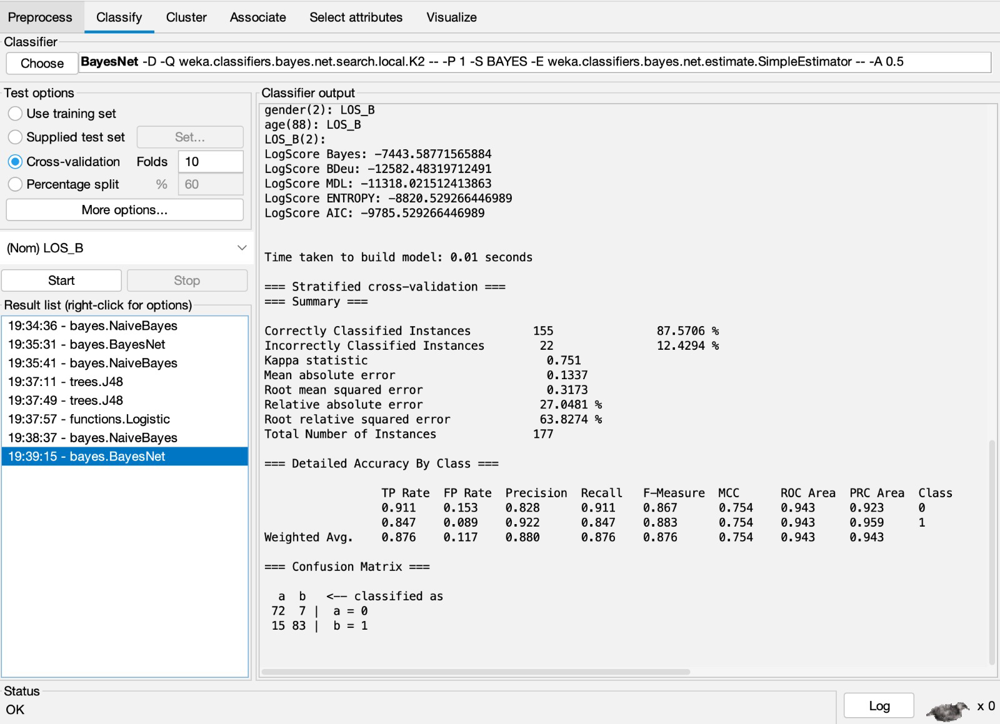 Preprocess Classify Cluster Associate Select attributes Visualize
Classifier
Choose BayesNet -D -Q weka.classifiers.bayes.net.search.local.K2 -- -P 1 -S BAYES -E weka.classifiers.bayes.net.estimate.SimpleEstimator -- -A 0.5
Test options
Use training set
Supplied test set Set...
Cross-validation Folds 10
Percentage split % 60
More options...
(Nom) LOS_B
Start Stop
Result list (right-click for options)
19:34:36 - bayes.NaiveBayes
19:35:31 - bayes.BayesNet
19:35:41 - bayes.NaiveBayes
19:37:11 - trees.J48
19:37:49 - trees.J48
19:37:57 - functions.Logistic
19:38:37 - bayes.NaiveBayes
19:39:15 - bayes.BayesNet
Classifier output
gender(2): LOS_B
age(88): LOS_B
LOS_B(2):
LogScore Bayes: -7443.58771565884
LogScore BDeu: -12582.48319712491
LogScore MDL: -11318.021512413863
LogScore ENTROPY: -8820.529266446989
LogScore AIC: -9785.529266446989
Time taken to build model: 0.01 seconds
=== Stratified cross-validation ===
=== Summary ===
Correctly Classified Instances 155 87.5706 %
Incorrectly Classified Instances 22 12.4294 %
Kappa statistic 0.751
Mean absolute error 0.1337
Root mean squared error 0.3173
Relative absolute error 27.0481 %
Root relative squared error 63.8274 %
Total Number of Instances 177
=== Detailed Accuracy By Class ===
TP Rate FP Rate Precision Recall F-Measure MCC ROC Area PRC Area Class
0.911 0.153 0.828 0.911 0.867 0.754 0.943 0.923 0
0.847 0.089 0.922 0.847 0.883 0.754 0.943 0.959 1
Weighted Avg. 0.876 0.117 0.880 0.876 0.876 0.754 0.943 0.943
=== Confusion Matrix ===
a b <-- classified as
72 7 | a = 0
15 83 | b = 1
Status
OK
Log x 0